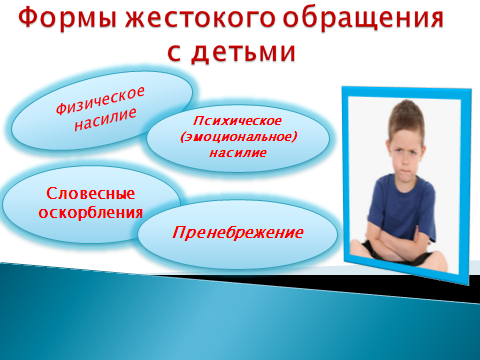 Формы жестокого обращения
с детьми
Физическое
насилие
Психическое
(эмоциональное)
насилие
Словесные
оскорбления
Пренебрежение